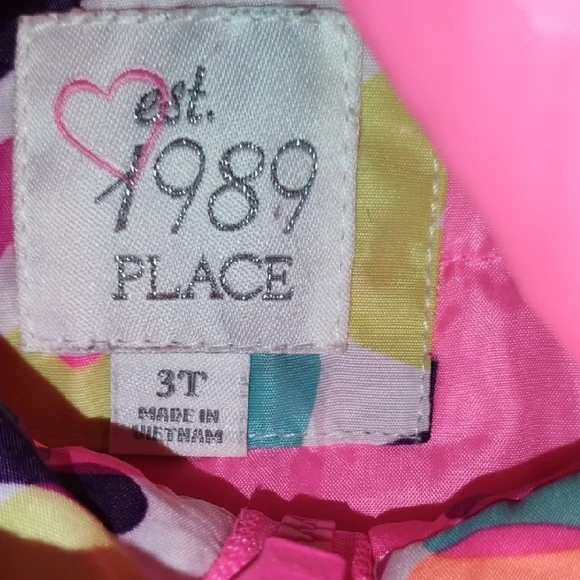 est.
1989
PLACE
3T
MADE IN
VIETNAM